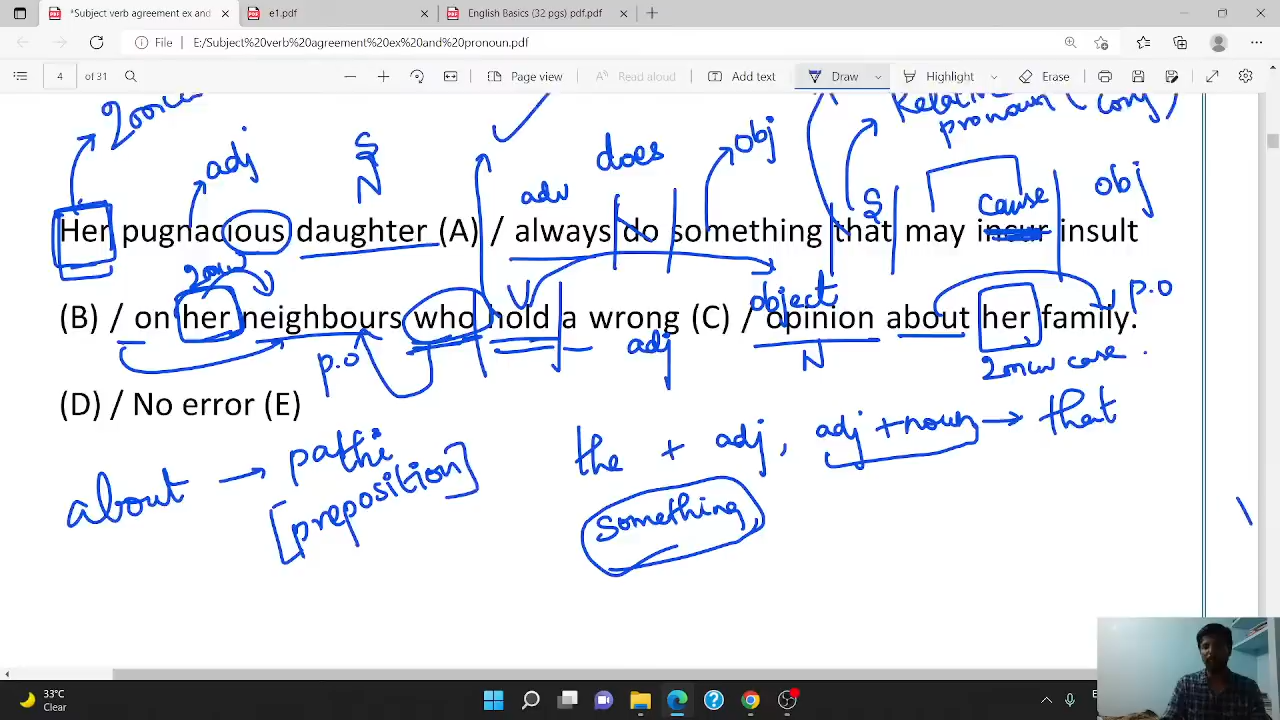 *Subject verb agreement ex and
e1.pdf
English Basics (32 pgs) pdf.pdf
File E:/Subject%20verb%20agreement%20ex%20and%20pronoun.pdf
4 of 31 Page view Read aloud Add text Draw Highlight Erase
pronoun (
adj S N adv does obj S cause obj
Her pugnacious daughter (A) / always do something that may incur insult
object p.o
(B) / on her neighbours who hold a wrong (C) / opinion about her family.
p.o adj N case
(D) / No error (E)
about → pathi the + adj, adj + noun → that
[preposition] something,
33°C
Clear